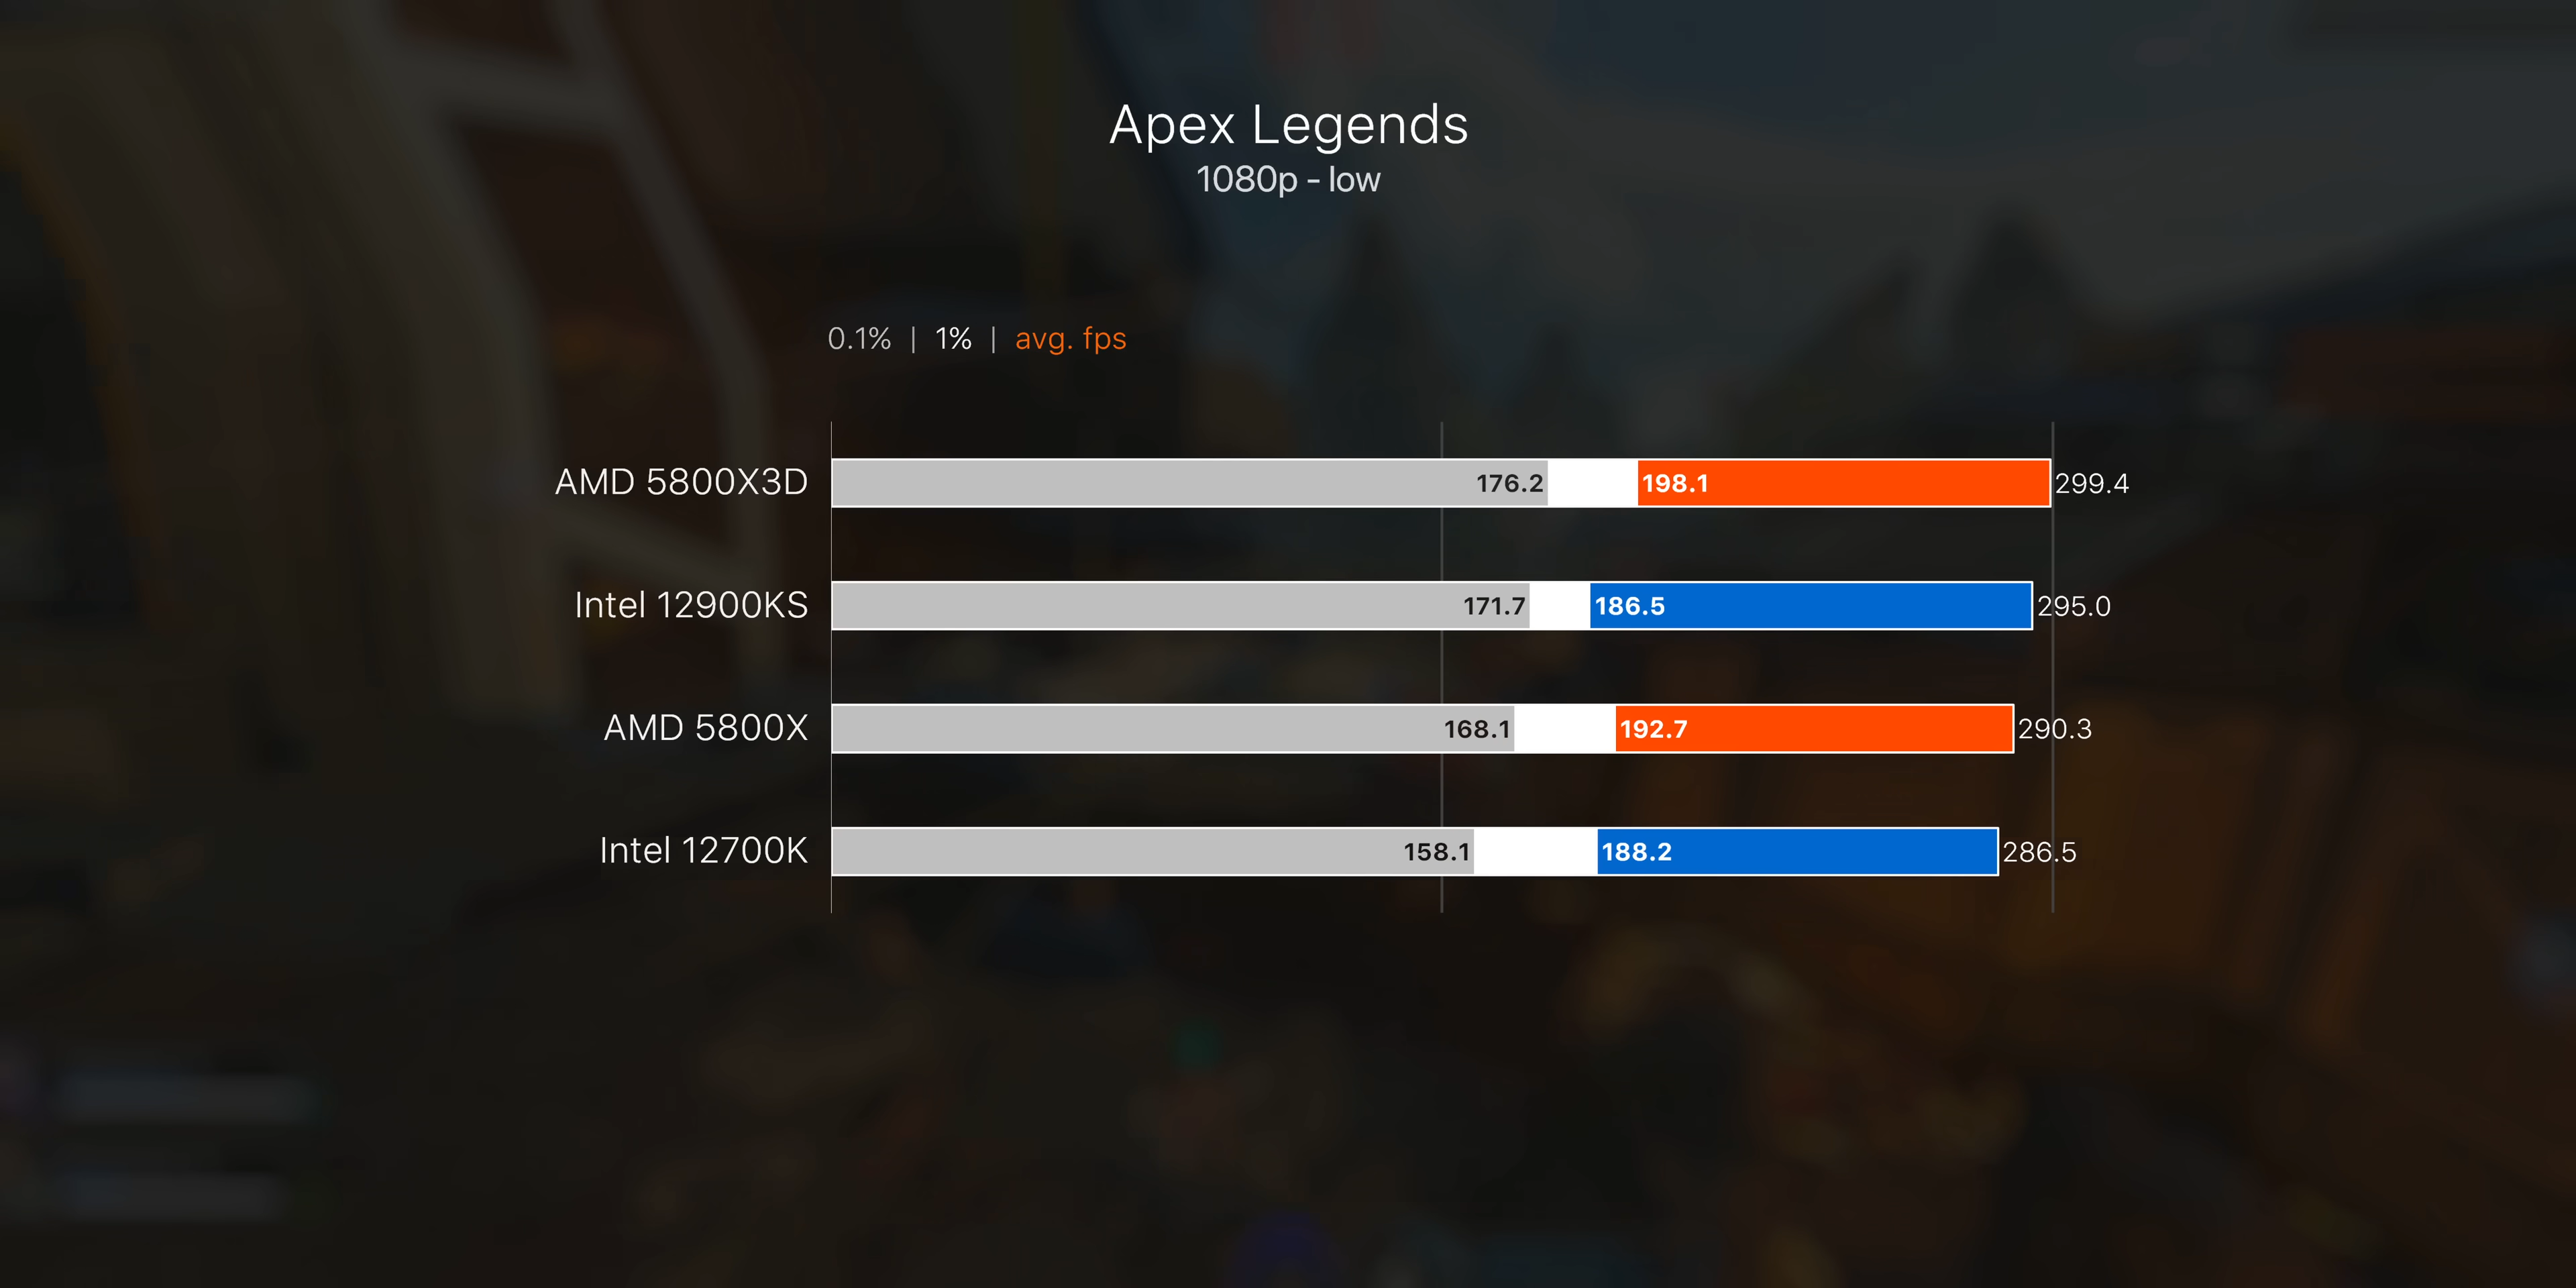 Apex Legends
1080p - low
0.1% | 1% | avg. fps
AMD 5800X3D 176.2 198.1 299.4
Intel 12900KS 171.7 186.5 295.0
AMD 5800X 168.1 192.7 290.3
Intel 12700K 158.1 188.2 286.5